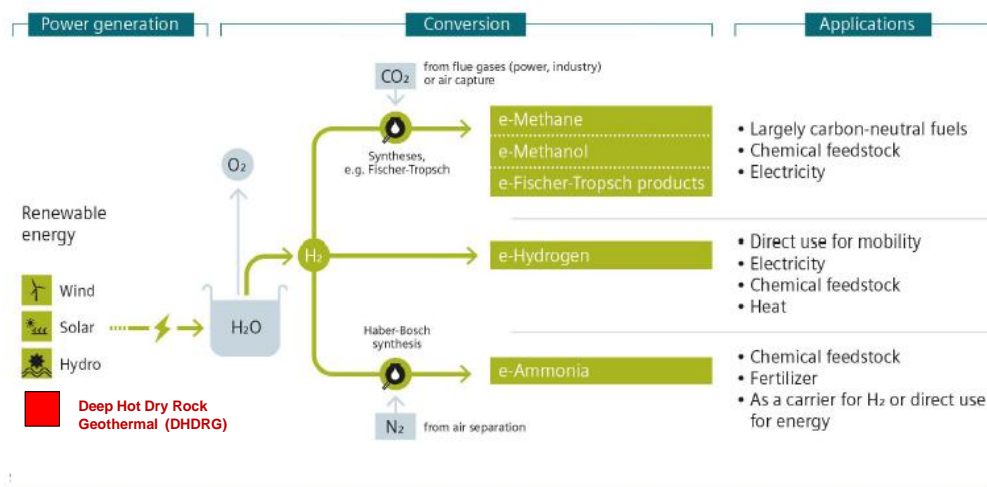 Power generation
Conversion
Applications
CO₂
from flue gases (power, industry)
or air capture
Syntheses,
e.g. Fischer-Tropsch
e-Methane
e-Methanol
e-Fischer-Tropsch products
• Largely carbon-neutral fuels
• Chemical feedstock
• Electricity
O₂
Renewable
energy
Wind
Solar
Hydro
Deep Hot Dry Rock
Geothermal (DHDRG)
H₂O
H₂
e-Hydrogen
• Direct use for mobility
• Electricity
• Chemical feedstock
• Heat
Haber-Bosch
synthesis
e-Ammonia
N₂
from air separation
• Chemical feedstock
• Fertilizer
• As a carrier for H₂ or direct use
for energy